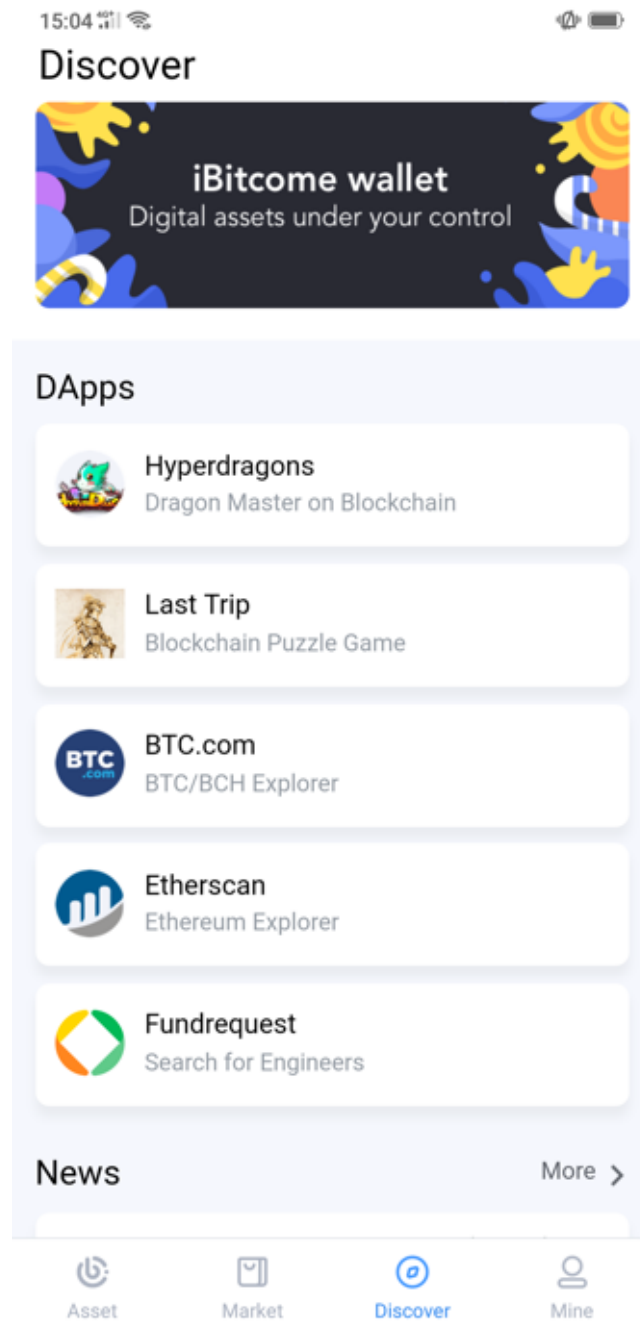 15:04 4G+
Discover
iBitcome wallet
Digital assets under your control
DApps
Hyperdragons
Dragon Master on Blockchain
Last Trip
Blockchain Puzzle Game
BTC
.com
BTC.com
BTC/BCH Explorer
Etherscan
Ethereum Explorer
Fundrequest
Search for Engineers
News
More
Asset
Market
Discover
Mine